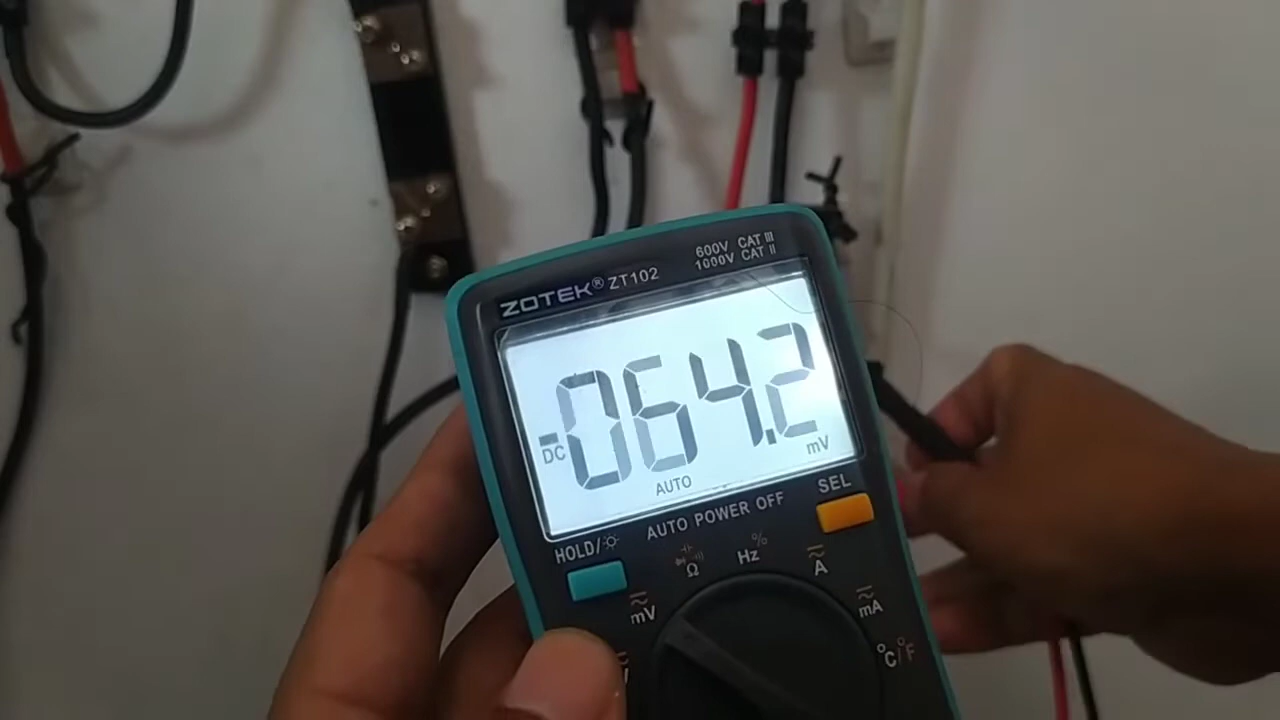 ZOTEK® ZT102
600V CAT III
1000V CAT II
-064.2
DC
mV
AUTO
HOLD/
AUTO POWER OFF
SEL
Ω
Hz %
A
mV
mA
°C/°F